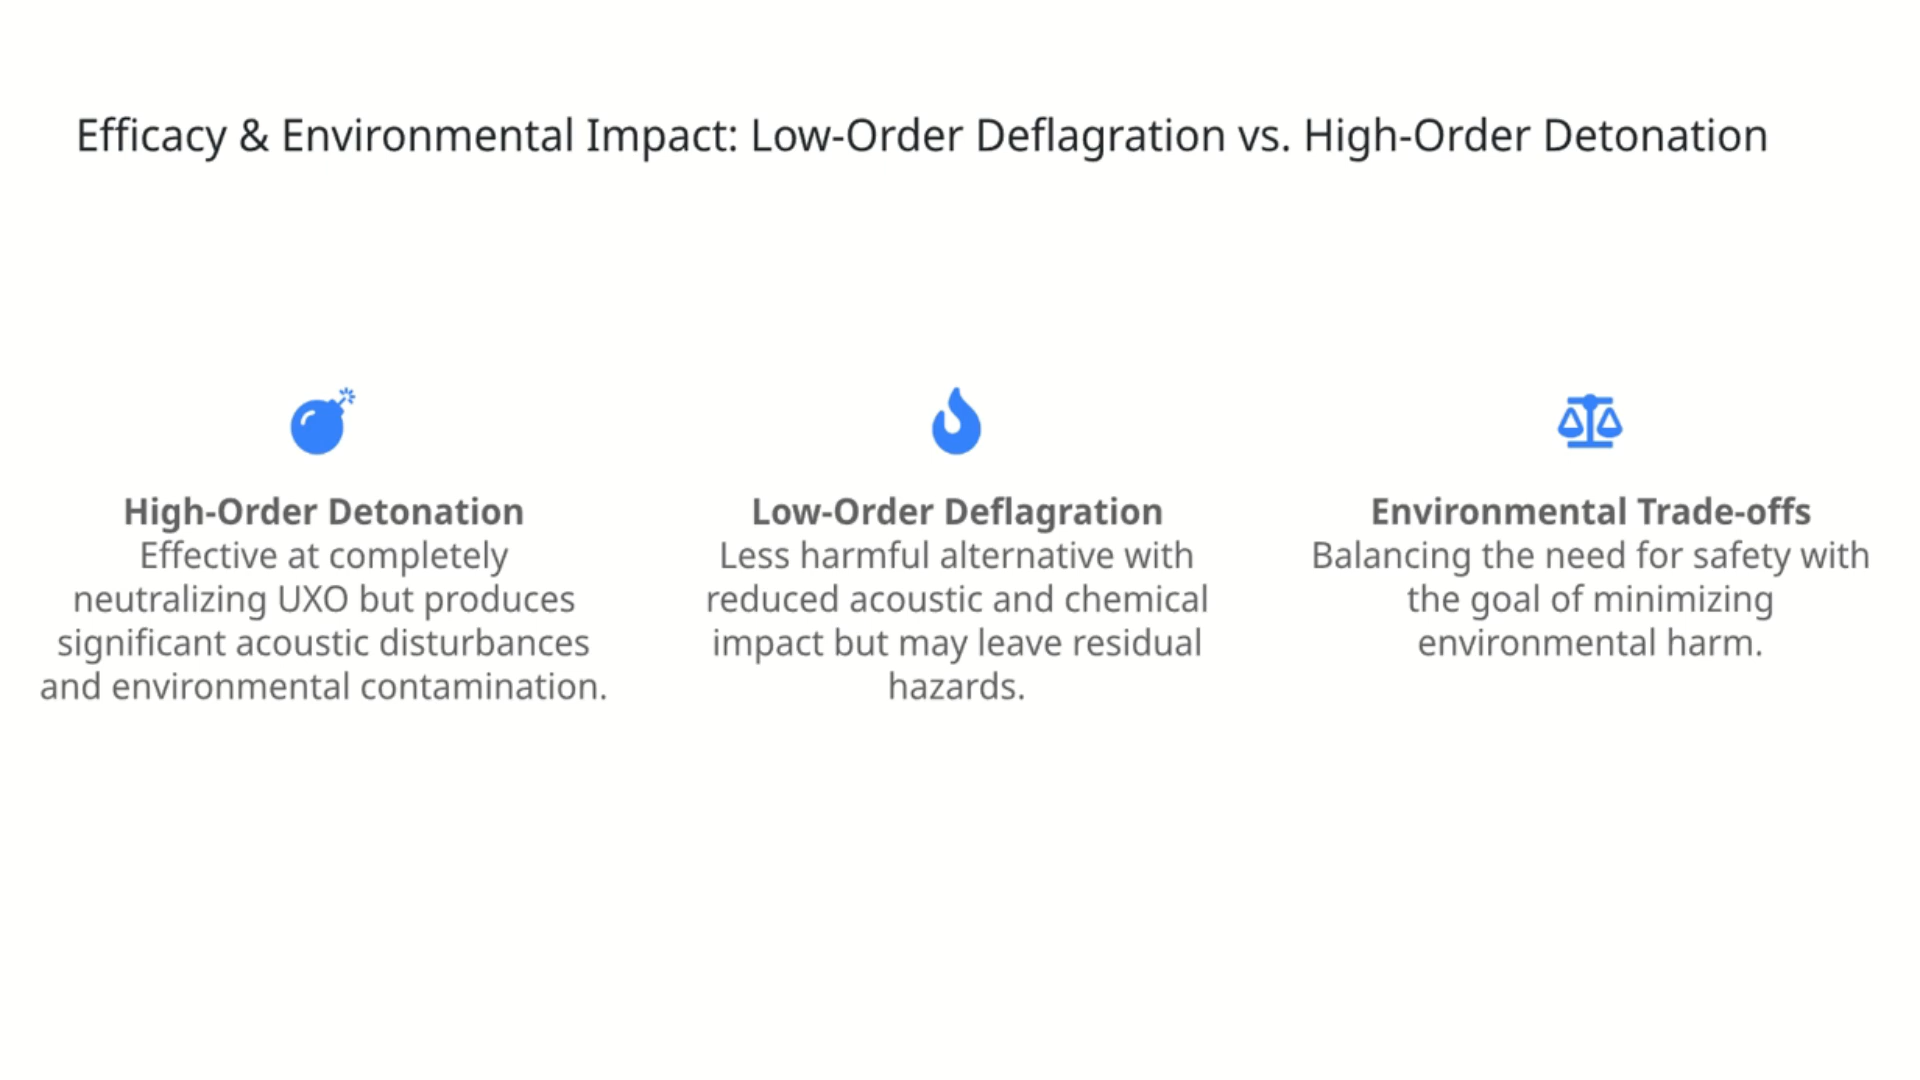 Efficacy & Environmental Impact: Low-Order Deflagration vs. High-Order Detonation
High-Order Detonation
Effective at completely
neutralizing UXO but produces
significant acoustic disturbances
and environmental contamination.
Low-Order Deflagration
Less harmful alternative with
reduced acoustic and chemical
impact but may leave residual
hazards.
Environmental Trade-offs
Balancing the need for safety with
the goal of minimizing
environmental harm.